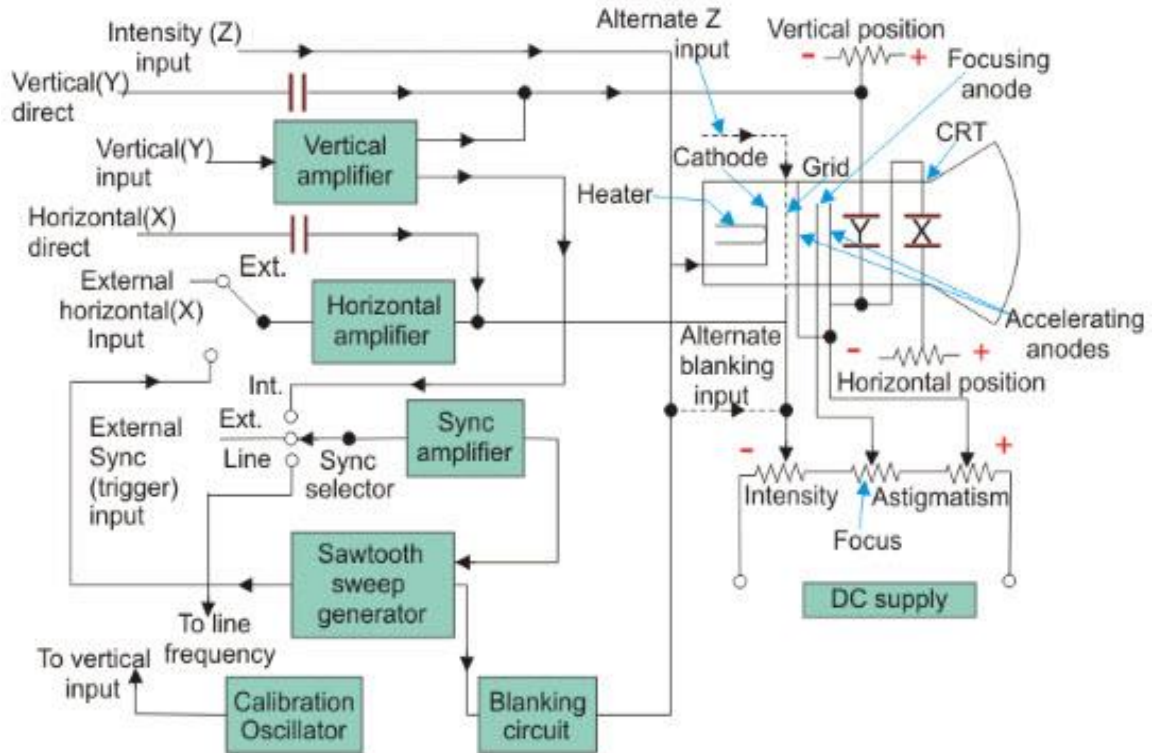 Intensity (Z)
input
Vertical(Y)
direct
Vertical(Y)
input
Vertical
amplifier
Horizontal(X)
direct
Ext.
External
horizontal(X)
Input
Horizontal
amplifier
Int.
Ext.
Line
External
Sync
(trigger)
input
Sync
selector
Sync
amplifier
Sawtooth
sweep
generator
To line
frequency
To vertical
input
Calibration
Oscillator
Blanking
circuit
Alternate Z
input
Vertical position
- +
Focusing
anode
CRT
Cathode
Grid
Heater
Y
X
Accelerating
anodes
Alternate
blanking
input
- +
Horizontal position
- +
Intensity
Astigmatism
Focus
DC supply